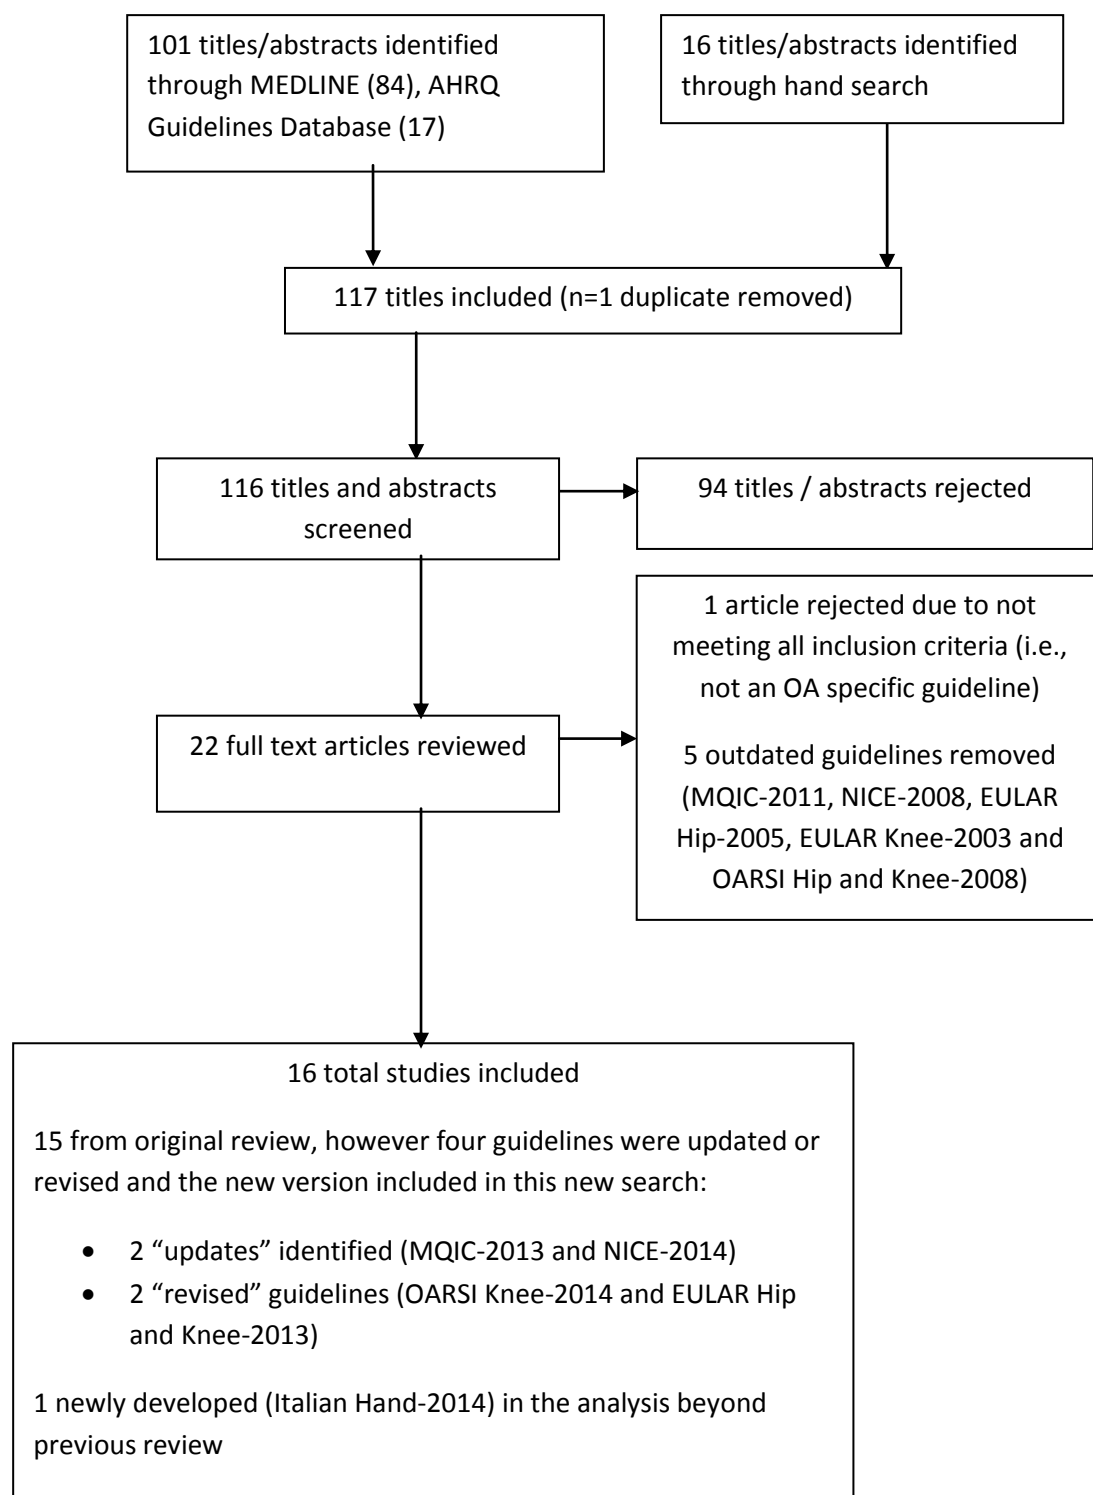 101 titles/abstracts identified
through MEDLINE (84), AHRQ
Guidelines Database (17)
16 titles/abstracts identified
through hand search
117 titles included (n=1 duplicate removed)
116 titles and abstracts
screened
94 titles / abstracts rejected
1 article rejected due to not
meeting all inclusion criteria (i.e.,
not an OA specific guideline)
5 outdated guidelines removed
(MQIC-2011, NICE-2008, EULAR
Hip-2005, EULAR Knee-2003 and
OARSI Hip and Knee-2008)
22 full text articles reviewed
16 total studies included
15 from original review, however four guidelines were updated or
revised and the new version included in this new search:
• 2 “updates” identified (MQIC-2013 and NICE-2014)
• 2 “revised” guidelines (OARSI Knee-2014 and EULAR Hip
and Knee-2013)
1 newly developed (Italian Hand-2014) in the analysis beyond
previous review